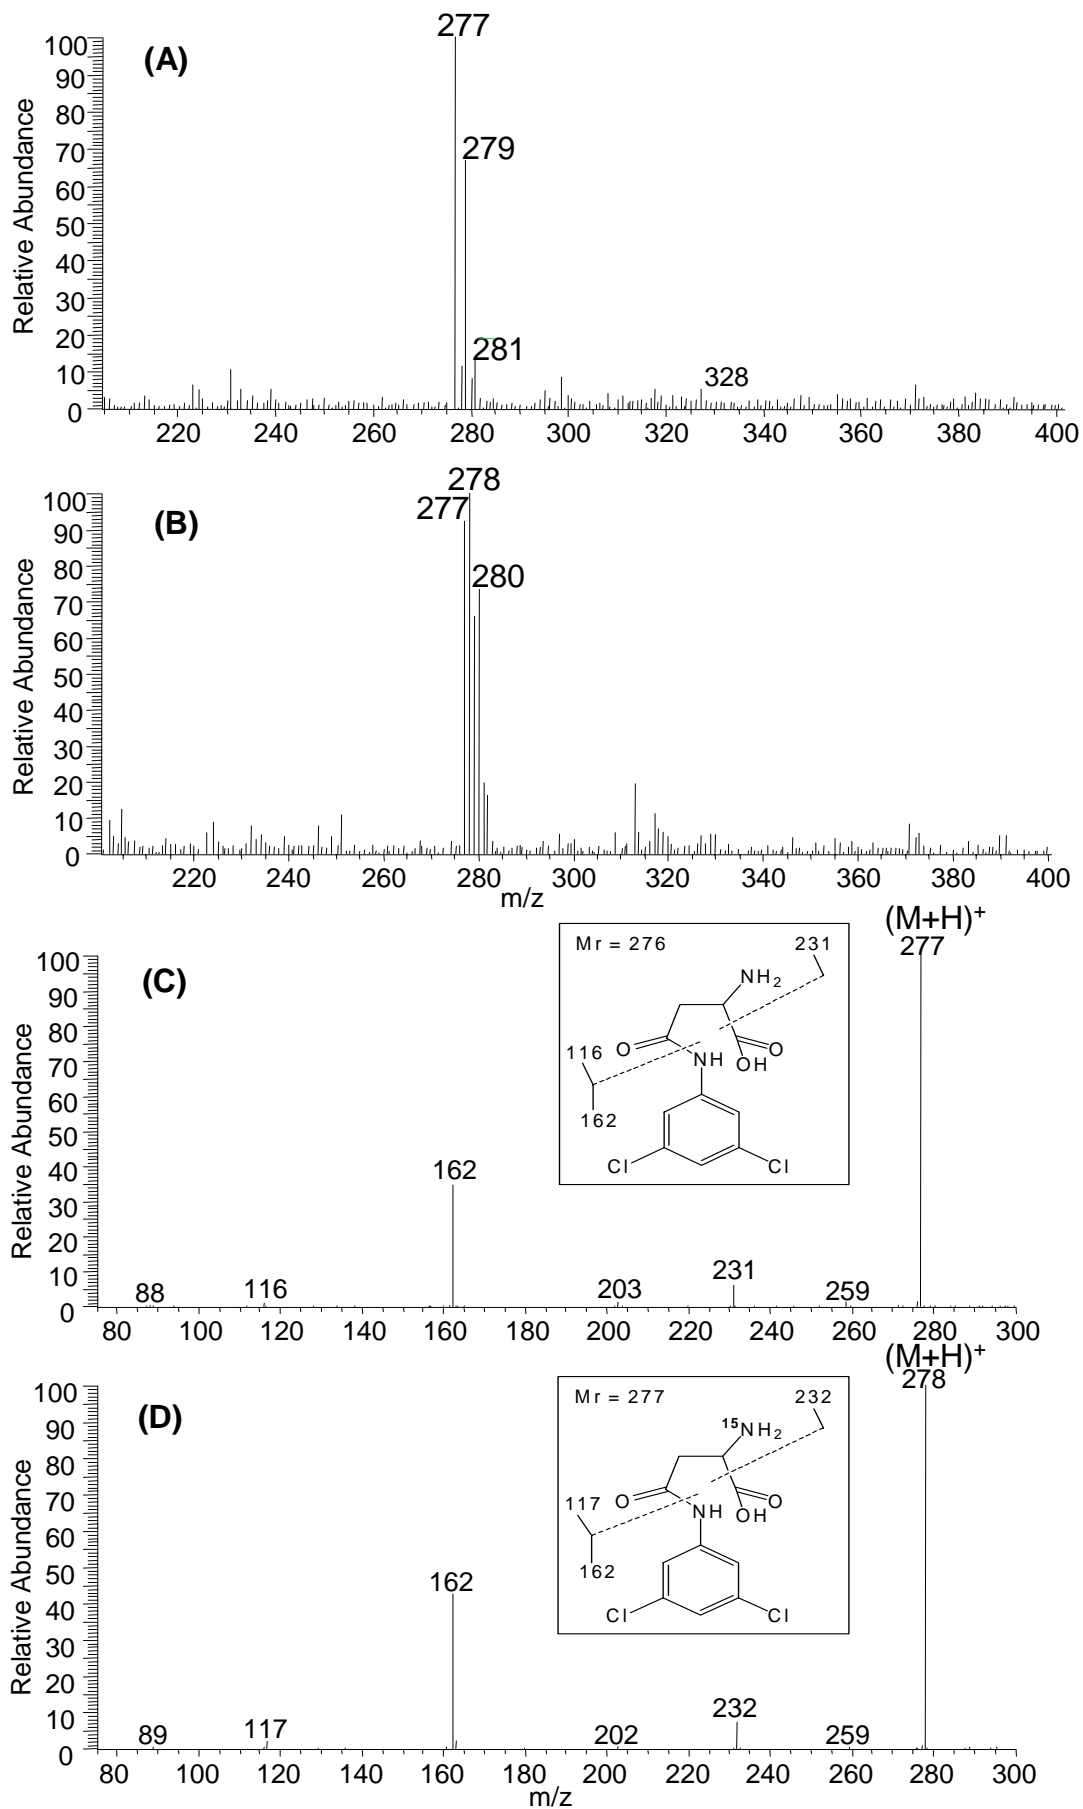 277
100
(A)
90
80
279
70
60
50
40
30
20
281
328
10
0
220 240 260 280 300 320 340 360 380 400
Relative Abundance
278
100
277
(B)
90
80
280
70
60
50
40
30
20
10
0
220 240 260 280 300 320 340 360 380 400
Relative Abundance
m/z
(M+H)+
277
100
(C)
90
80
70
60
50
40
30
20
10
0
Relative Abundance
Mr = 276
231
NH2
O
O
116
NH
OH
162
Cl
Cl
162
88
116
203
231
259
80 100 120 140 160 180 200 220 240 260 280 300
(M+H)+
278
100
(D)
90
80
70
60
50
40
30
20
10
0
Relative Abundance
Mr = 277
232
15NH2
O
O
117
NH
OH
162
Cl
Cl
162
89
117
202
232
259
80 100 120 140 160 180 200 220 240 260 280 300
m/z